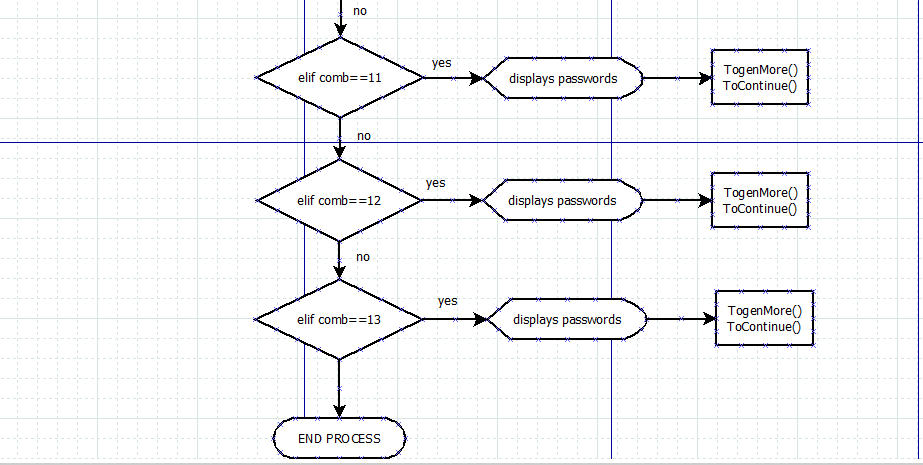 no
elif comb==11
yes
displays passwords
TogenMore()
ToContinue()
no
elif comb==12
yes
displays passwords
TogenMore()
ToContinue()
no
elif comb==13
yes
displays passwords
TogenMore()
ToContinue()
END PROCESS